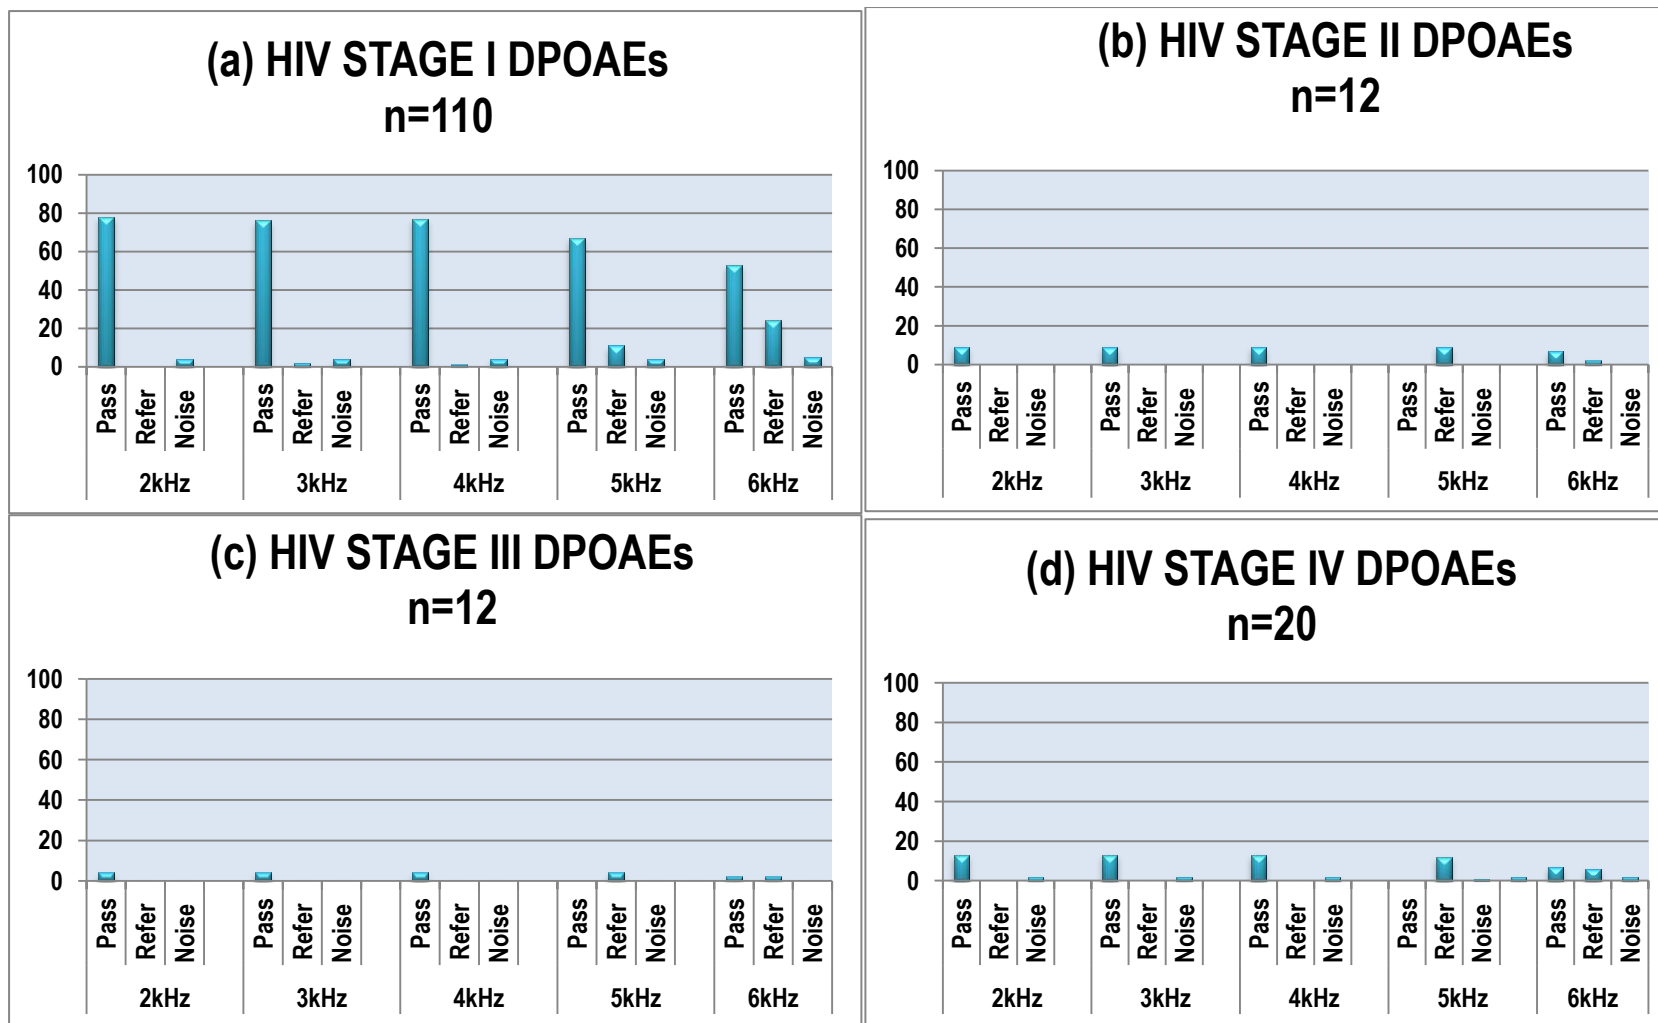 (a) HIV STAGE I DPOAEs
n=110
100
80
60
40
20
0
Pass Refer Noise Pass Refer Noise Pass Refer Noise Pass Refer Noise Pass Refer Noise
2kHz 3kHz 4kHz 5kHz 6kHz
(b) HIV STAGE II DPOAEs
n=12
100
80
60
40
20
0
Pass Refer Noise Pass Refer Noise Pass Refer Noise Pass Refer Noise Pass Refer Noise
2kHz 3kHz 4kHz 5kHz 6kHz
(c) HIV STAGE III DPOAEs
n=12
100
80
60
40
20
0
Pass Refer Noise Pass Refer Noise Pass Refer Noise Pass Refer Noise Pass Refer Noise
2kHz 3kHz 4kHz 5kHz 6kHz
(d) HIV STAGE IV DPOAEs
n=20
100
80
60
40
20
0
Pass Refer Noise Pass Refer Noise Pass Refer Noise Pass Refer Noise Pass Refer Noise
2kHz 3kHz 4kHz 5kHz 6kHz